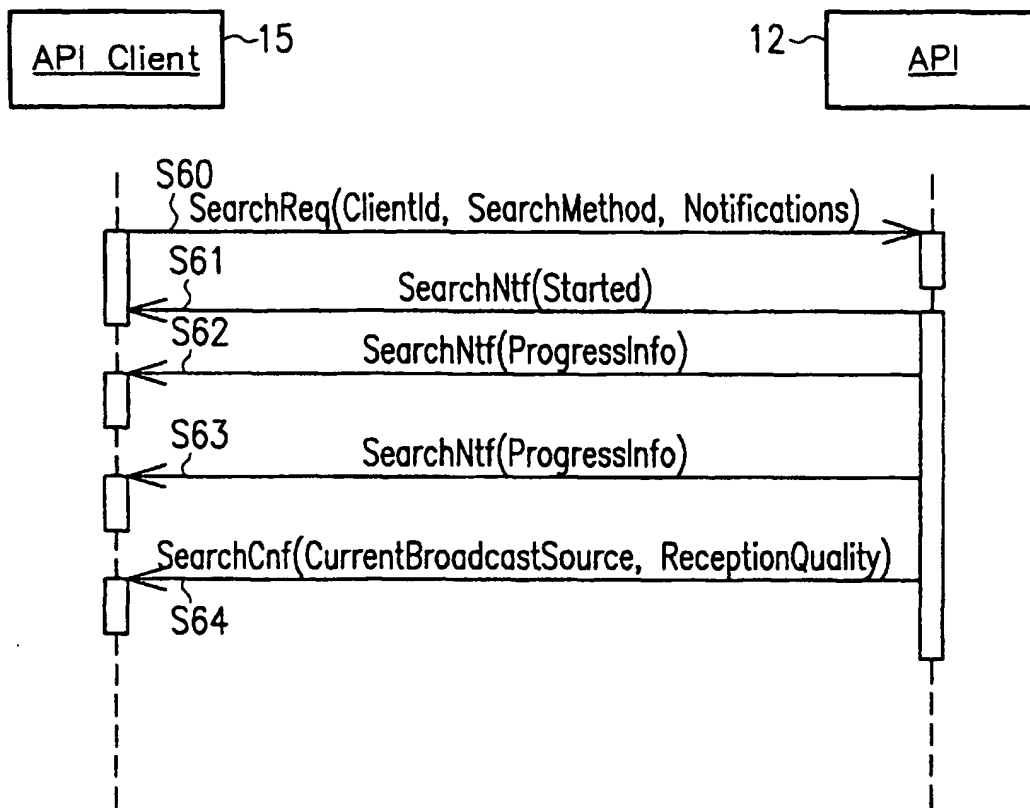 API Client
15
12
API
S60
SearchReq(ClientId, SearchMethod, Notifications)
S61
SearchNtf(Started)
S62
SearchNtf(ProgressInfo)
S63
SearchNtf(ProgressInfo)
SearchCnf(CurrentBroadcastSource, ReceptionQuality)
S64